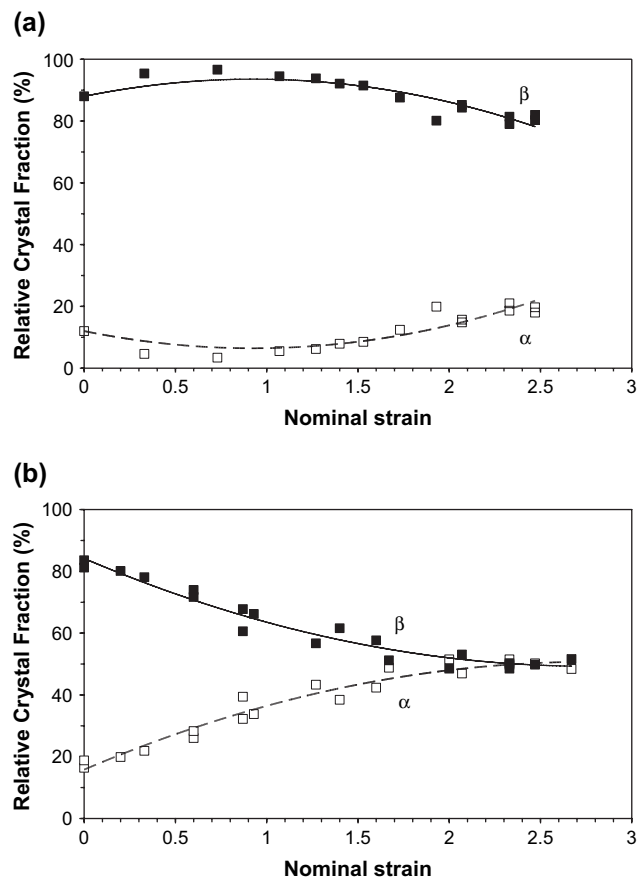 (a)
Relative Crystal Fraction (%)
100
80
60
40
20
0
β
α
0 0.5 1 1.5 2 2.5 3
Nominal strain
(b)
Relative Crystal Fraction (%)
100
80
60
40
20
0
β
α
0 0.5 1 1.5 2 2.5 3
Nominal strain